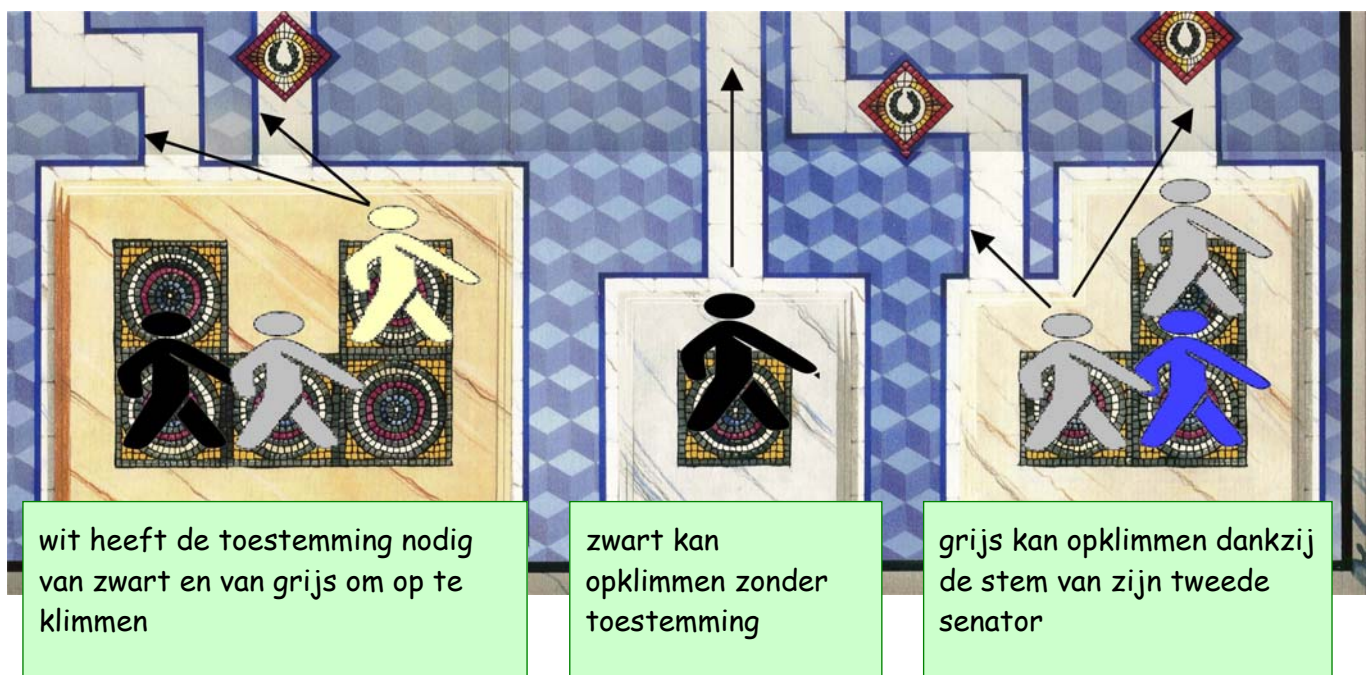 wit heeft de toestemming nodig
van zwart en van grijs om op te
klimmen
zwart kan
opklimmen zonder
toestemming
grijs kan opklimmen dankzij
de stem van zijn tweede
senator